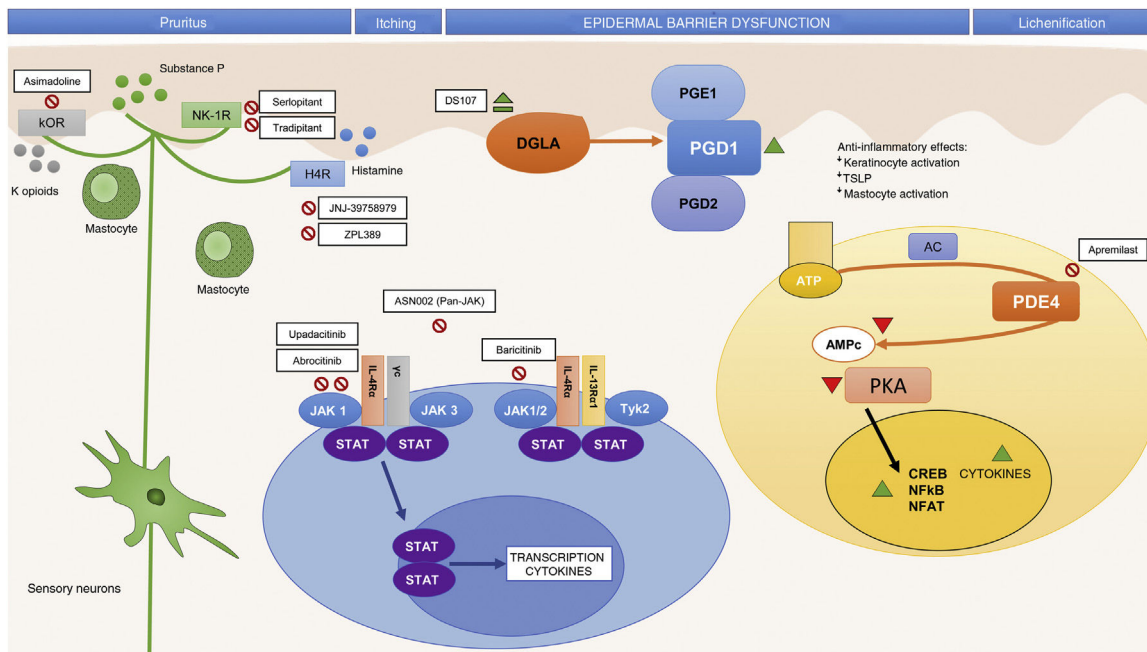 Pruritus
Itching
EPIDERMAL BARRIER DYSFUNCTION
Lichenification
Substance P
Asimadoline
kOR
K opioids
NK-1R
Serlopitant
Tradipitant
H4R
Histamine
JNJ-39758979
ZPL389
Mastocyte
Mastocyte
Sensory neurons
DS107
DGLA
PGE1
PGD1
PGD2
Anti-inflammatory effects:
Keratinocyte activation
TSLP
Mastocyte activation
ASN002 (Pan-JAK)
Upadacitinib
Abrocitinib
JAK 1
IL-4Rα
γc
JAK 3
STAT
STAT
Baricitinib
JAK1/2
IL-4Rα
IL-13Rα1
Tyk2
STAT
STAT
STAT
STAT
TRANSCRIPTION
CYTOKINES
ATP
AC
Apremilast
PDE4
AMPc
PKA
CREB
NFkB
NFAT
CYTOKINES